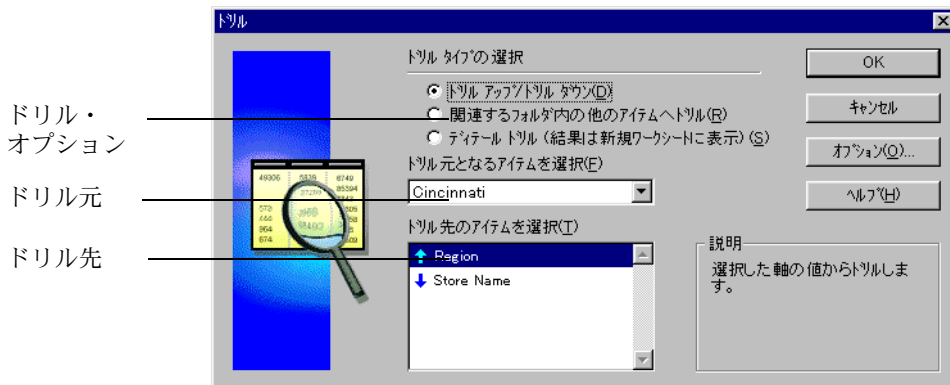 ドリル
ドリル タイプの選択
ドリル アップ/ドリル ダウン(D)
関連するフォルダ内の他のアイテムへドリル(R)
ディテール ドリル (結果は新規ワークシートに表示) (S)
ドリル・
オプション
ドリル元となるアイテムを選択(F)
ドリル元
Cincinnati
ドリル先のアイテムを選択(T)
ドリル先
Region
Store Name
OK
キャンセル
オプション(O)...
ヘルプ(H)
説明
選択した軸の値からドリルしま
す。
49306 5839 6749
85394